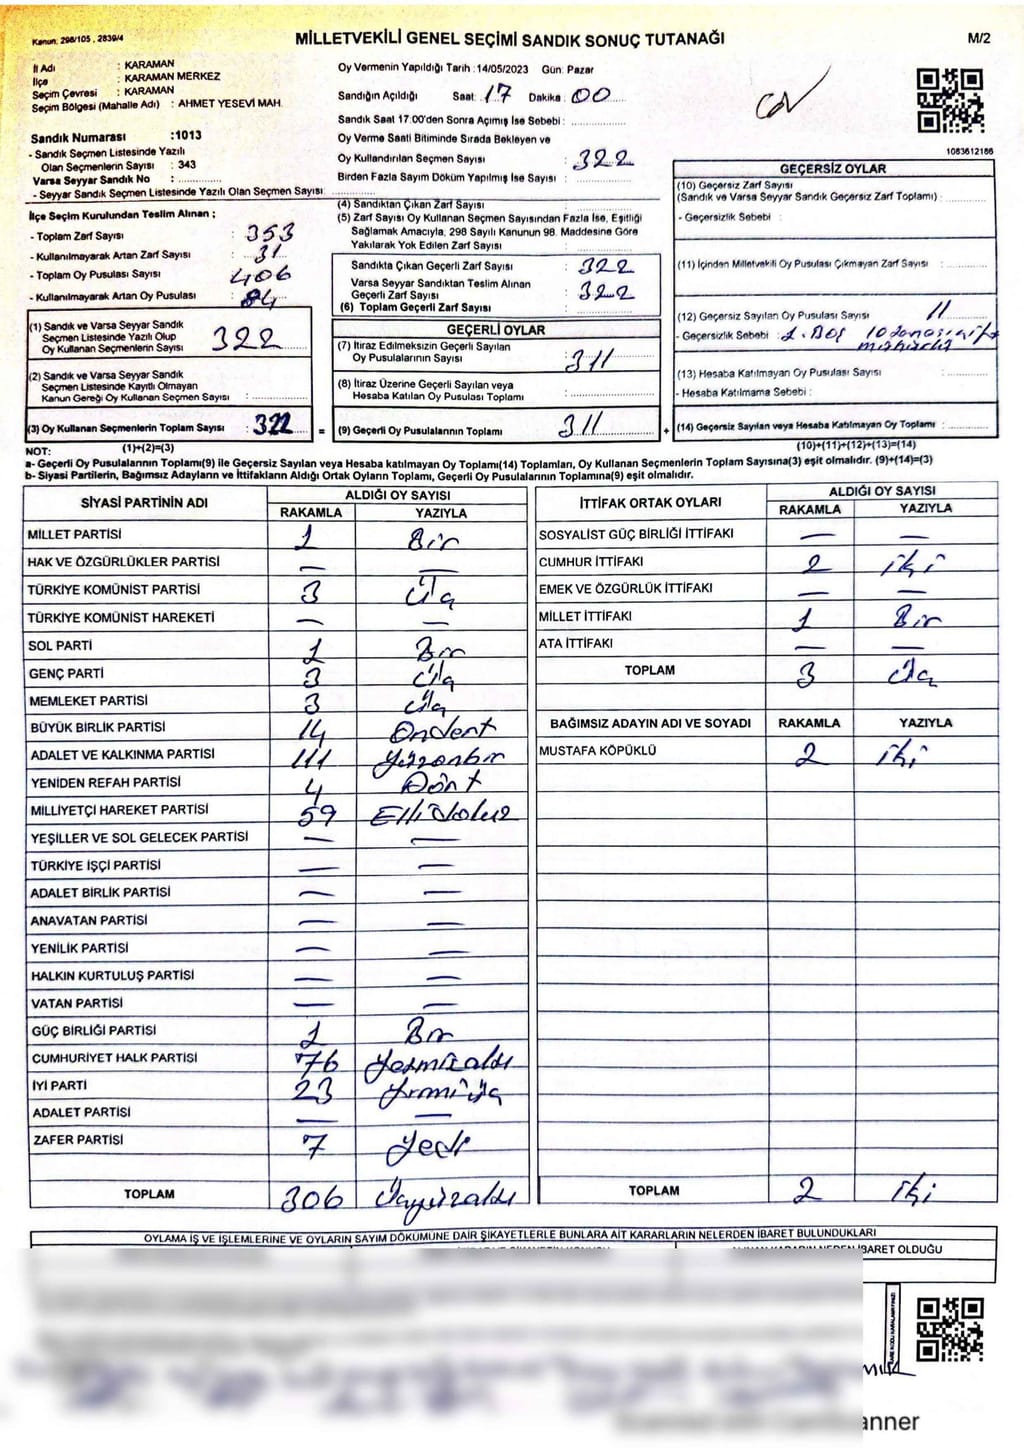 Kanun: 298/105 , 2839/4
MİLLETVEKİLİ GENEL SEÇİMİ SANDIK SONUÇ TUTANAĞI
M/2
İl Adı : KARAMAN
İlçe : KARAMAN MERKEZ
Seçim Çevresi : KARAMAN
Seçim Bölgesi (Mahalle Adı) : AHMET YESEVİ MAH.
Sandık Numarası :1013
- Sandık Seçmen Listesinde Yazılı
Olan Seçmenlerin Sayısı : 343
Varsa Seyyar Sandık No :
- Seyyar Sandık Seçmen Listesinde Yazılı Olan Seçmen Sayısı:
Oy Vermenin Yapıldığı Tarih :14/05/2023 Gün: Pazar
Sandığın Açıldığı Saat: 17 Dakika: 00
Sandık Saat 17.00'den Sonra Açımış İse Sebebi :
Oy Verme Saati Bitiminde Sırada Bekleyen ve
Oy Kullandırılan Seçmen Sayısı : 322
Birden Fazla Sayım Döküm Yapılmış İse Sayısı :
1083612186
İlçe Seçim Kurulundan Teslim Alınan ;
- Toplam Zarf Sayısı : 353
- Kullanılmayarak Artan Zarf Sayısı : 31
- Toplam Oy Pusulası Sayısı : 406
- Kullanılmayarak Artan Oy Pusulası : 84
(1) Sandık ve Varsa Seyyar Sandık
Seçmen Listesinde Yazılı Olup
Oy Kullanan Seçmenlerin Sayısı : 322
(2) Sandık ve Varsa Seyyar Sandık
Seçmen Listesinde Kayıtlı Olmayan
Kanun Gereği Oy Kullanan Seçmen Sayısı :
(3) Oy Kullanan Seçmenlerin Toplam Sayısı : 322 =
(1)+(2)=(3)
(4) Sandıktan Çıkan Zarf Sayısı :
(5) Zarf Sayısı Oy Kullanan Seçmen Sayısından Fazla İse, Eşitliği
Sağlamak Amacıyla, 298 Sayılı Kanunun 98. Maddesine Göre
Yakılarak Yok Edilen Zarf Sayısı :
Sandıkta Çıkan Geçerli Zarf Sayısı : 322
Varsa Seyyar Sandıktan Teslim Alınan
Geçerli Zarf Sayısı : 322
(6) Toplam Geçerli Zarf Sayısı :
GEÇERLİ OYLAR
(7) İtiraz Edilmeksizin Geçerli Sayılan
Oy Pusulalarının Sayısı : 311
(8) İtiraz Üzerine Geçerli Sayılan veya
Hesaba Katılan Oy Pusulası Toplamı :
(9) Geçerli Oy Pusulalarının Toplamı : 311 +
GEÇERSİZ OYLAR
(10) Geçersiz Zarf Sayısı
(Sandık ve Varsa Seyyar Sandık Geçersiz Zarf Toplamı) :
- Geçersizlik Sebebi :
(11) İçinden Milletvekili Oy Pusulası Çıkmayan Zarf Sayısı :
(12) Geçersiz Sayılan Oy Pusulası Sayısı : 11
- Geçersizlik Sebebi : 1. Boş 10
(13) Hesaba Katılmayan Oy Pusulası Sayısı :
- Hesaba Katılmama Sebebi :
(14) Geçersiz Sayılan veya Hesaba Katılmayan Oy Toplamı :
(10)+(11)+(12)+(13)=(14)
NOT:
a- Geçerli Oy Pusulalarının Toplamı(9) ile Geçersiz Sayılan veya Hesaba katılmayan Oy Toplamı(14) Toplamları, Oy Kullanan Seçmenlerin Toplam Sayısına(3) eşit olmalıdır. (9)+(14)=(3)
b- Siyasi Partilerin, Bağımsız Adayların ve İttifakların Aldığı Ortak Oyların Toplamı, Geçerli Oy Pusulalarının Toplamına(9) eşit olmalıdır.
SİYASİ PARTİNİN ADI ALDIĞI OY SAYISI
RAKAMLA YAZIYLA
MİLLET PARTİSİ 1 Bir
HAK VE ÖZGÜRLÜKLER PARTİSİ — —
TÜRKİYE KOMÜNİST PARTİSİ 3 Üç
TÜRKİYE KOMÜNİST HAREKETİ — —
SOL PARTİ 1 Bir
GENÇ PARTİ 3 Üç
MEMLEKET PARTİSİ 3 Üç
BÜYÜK BİRLİK PARTİSİ 14 Ondört
ADALET VE KALKINMA PARTİSİ 111 Yüzonbir
YENİDEN REFAH PARTİSİ 4 Dört
MİLLİYETÇİ HAREKET PARTİSİ 59 Ellidokuz
YEŞİLLER VE SOL GELECEK PARTİSİ — —
TÜRKİYE İŞÇİ PARTİSİ — —
ADALET BİRLİK PARTİSİ — —
ANAVATAN PARTİSİ — —
YENİLİK PARTİSİ — —
HALKIN KURTULUŞ PARTİSİ — —
VATAN PARTİSİ — —
GÜÇ BİRLİĞİ PARTİSİ 1 Bir
CUMHURİYET HALK PARTİSİ 76 Yetmişaltı
İYİ PARTİ 23 Yirmiüç
ADALET PARTİSİ — —
ZAFER PARTİSİ 7 Yedi
TOPLAM 306 Üçyüzaltı
İTTİFAK ORTAK OYLARI ALDIĞI OY SAYISI
RAKAMLA YAZIYLA
SOSYALİST GÜÇ BİRLİĞİ İTTİFAKI — —
CUMHUR İTTİFAKI 2 iki
EMEK VE ÖZGÜRLÜK İTTİFAKI — —
MİLLET İTTİFAKI 1 Bir
ATA İTTİFAKI — —
TOPLAM 3 Üç
BAĞIMSIZ ADAYIN ADI VE SOYADI RAKAMLA YAZIYLA
MUSTAFA KÖPÜKLÜ 2 iki
TOPLAM 2 iki
OYLAMA İŞ VE İŞLEMLERİNE VE OYLARIN SAYIM DÖKÜMÜNE DAİR ŞİKAYETLERLE BUNLARA AİT KARARLARIN NELERDEN İBARET BULUNDUKLARI
İBARET OLDUĞU